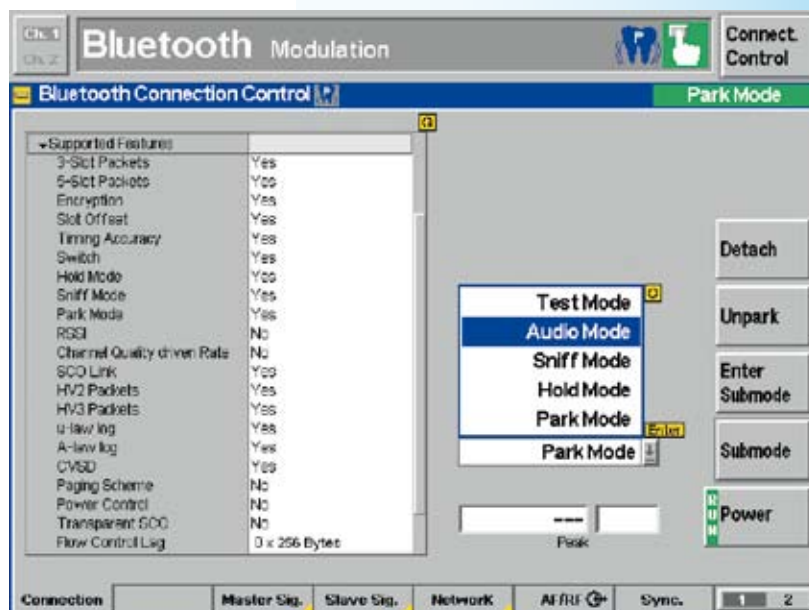 Ch. 1
Ch. 2
Bluetooth Modulation
Connect. Control
Bluetooth Connection Control
Park Mode
Supported Features
3-Slot Packets Yes
5-Slot Packets Yes
Encryption Yes
Slot Offset Yes
Timing Accuracy Yes
Switch Yes
Hold Mode Yes
Sniff Mode Yes
Park Mode Yes
RSSI No
Channel Quality driven Rate No
SCO Link Yes
HV2 Packets Yes
HV3 Packets Yes
u-law log Yes
A-law log Yes
CVSD Yes
Paging Scheme No
Power Control No
Transparent SCO No
Flow Control Lag 0 x 256 Bytes
Test Mode
Audio Mode
Sniff Mode
Hold Mode
Park Mode
Enter
Park Mode
---
Peak
Detach
Unpark
Enter Submode
Submode
RUN
Power
Connection
Master Sig.
Slave Sig.
Network
AF/RF
Sync.
1 2